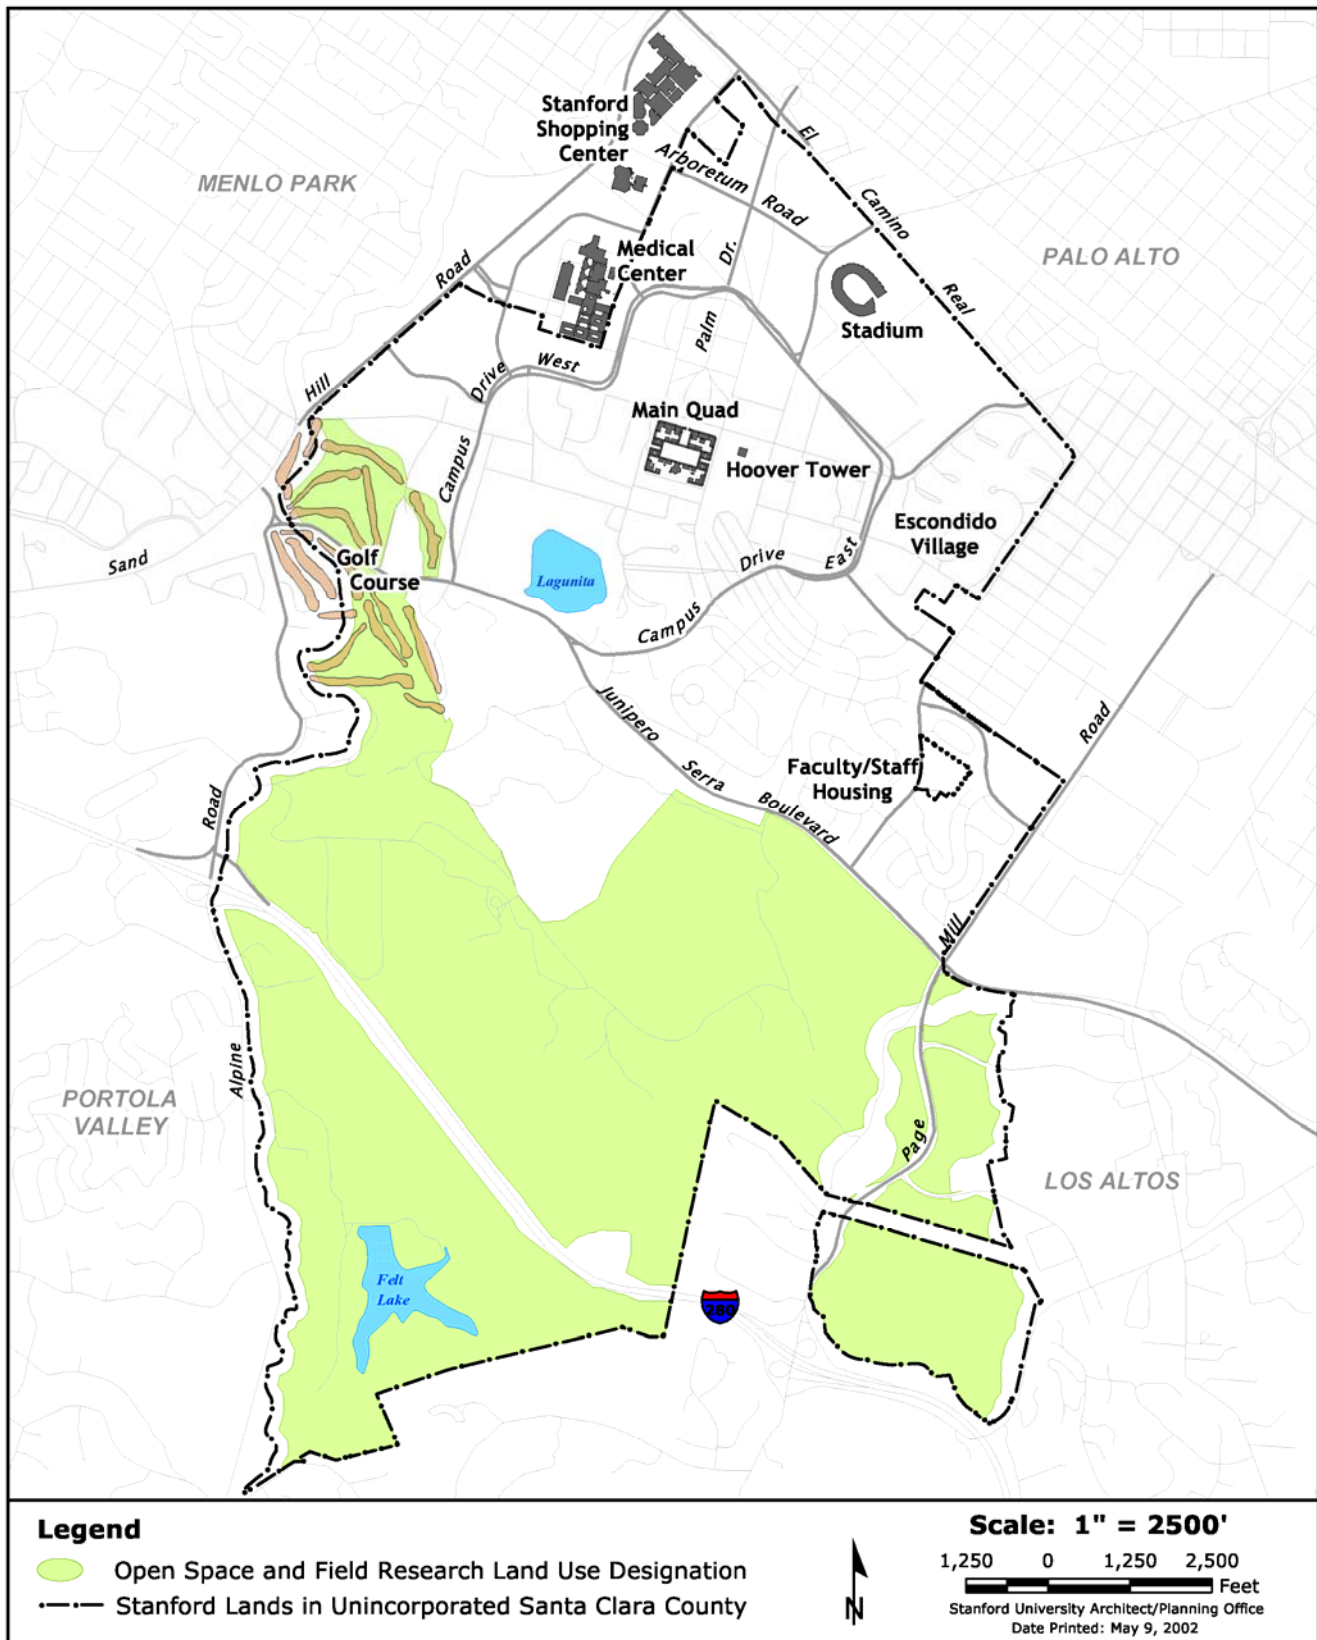 Stanford
Shopping
Center
El
Arboretum
Road
MENLO PARK
Camino
Medical
Center
Dr.
PALO ALTO
Road
Real
Stadium
Palm
West
Drive
Hill
Main Quad
Campus
Hoover Tower
Escondido
Village
Sand
Golf
Course
Lagunita
Drive
East
Campus
Junipero
Road
Serra
Faculty/Staff
Housing
Boulevard
Road
Mill
Alpine
PORTOLA
VALLEY
Page
LOS ALTOS
Felt
Lake
280
Legend
Open Space and Field Research Land Use Designation
Stanford Lands in Unincorporated Santa Clara County
N
Scale: 1" = 2500'
1,250 0 1,250 2,500
Feet
Stanford University Architect/Planning Office
Date Printed: May 9, 2002